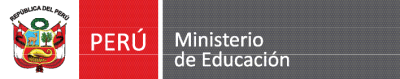 REPÚBLICA DEL PERÚ
PERÚ
Ministerio
de Educación